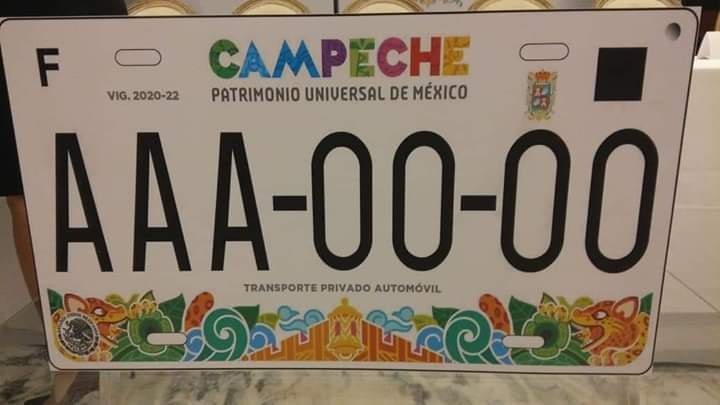 F
CAMPECHE
VIG. 2020-22
PATRIMONIO UNIVERSAL DE MÉXICO
AAA-00-00
TRANSPORTE PRIVADO AUTOMÓVIL